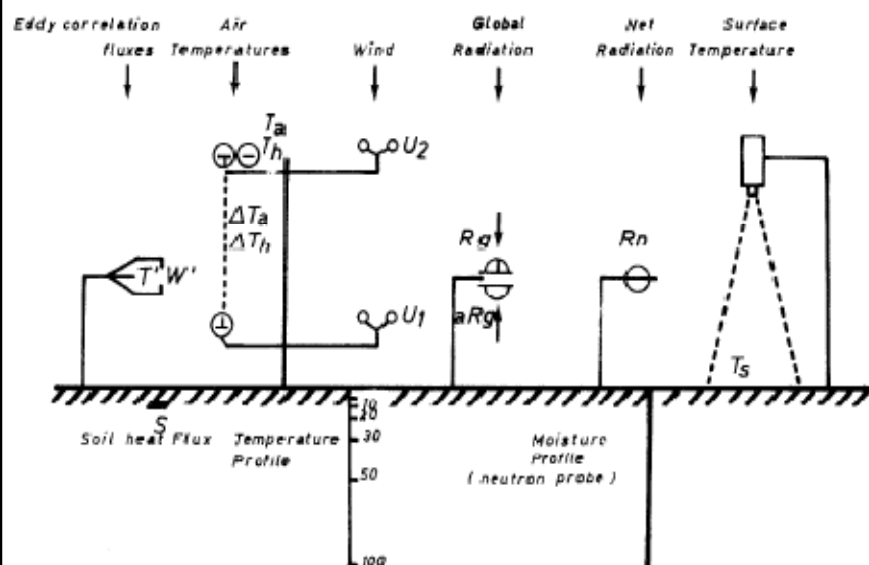 Eddy correlation
fluxes
Air
Temperatures
Wind
Global
Radiation
Net
Radiation
Surface
Temperature
Ta
Th
U2
ΔTa
ΔTh
T' W'
Rg
Rn
U1
aRg
Ts
S
10
20
30
50
100
Soil heat Flux
Temperature
Profile
Moisture
Profile
(neutron probe)